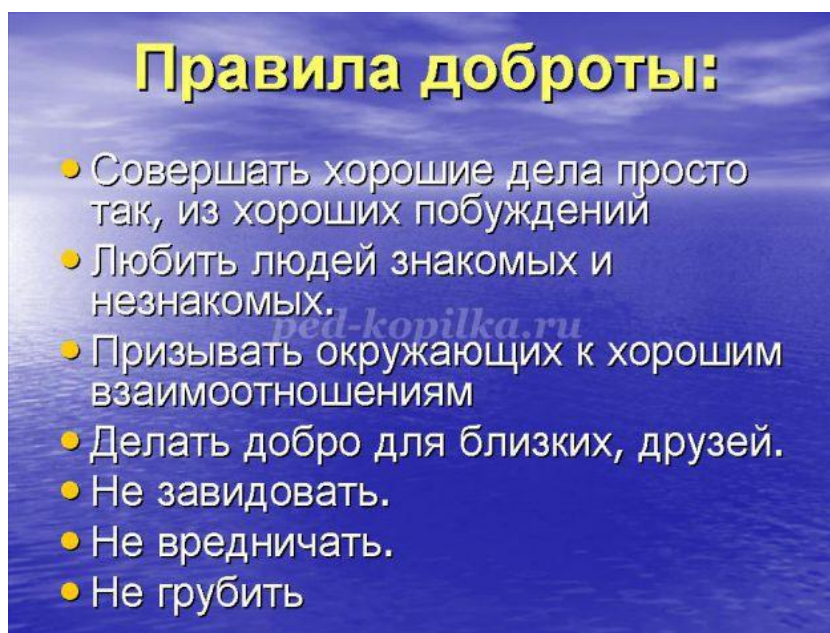 Правила доброты:
• Совершать хорошие дела просто
так, из хороших побуждений
• Любить людей знакомых и
незнакомых.
ped-kopilka.ru
• Призывать окружающих к хорошим
взаимоотношениям
• Делать добро для близких, друзей.
• Не завидовать.
• Не вредничать.
• Не грубить